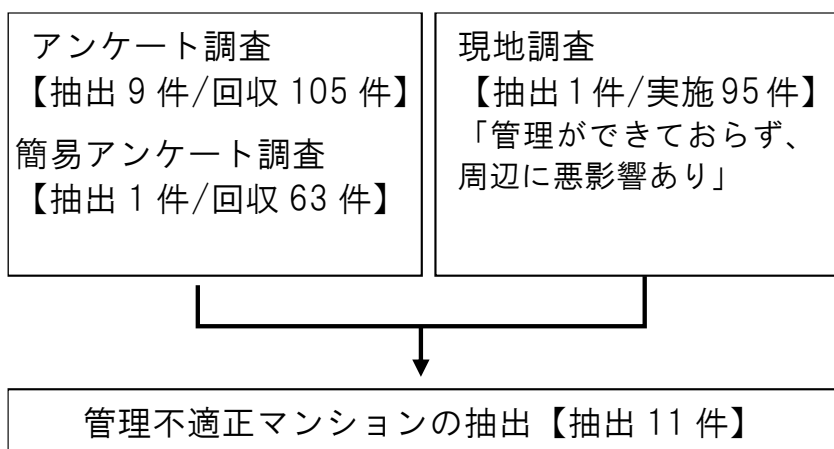 アンケート調査
【抽出 9 件/回収 105 件】
簡易アンケート調査
【抽出 1 件/回収 63 件】
現地調査
【抽出 1 件/実施 95 件】
「管理ができておらず、
周辺に悪影響あり」
管理不適正マンションの抽出【抽出 11 件】